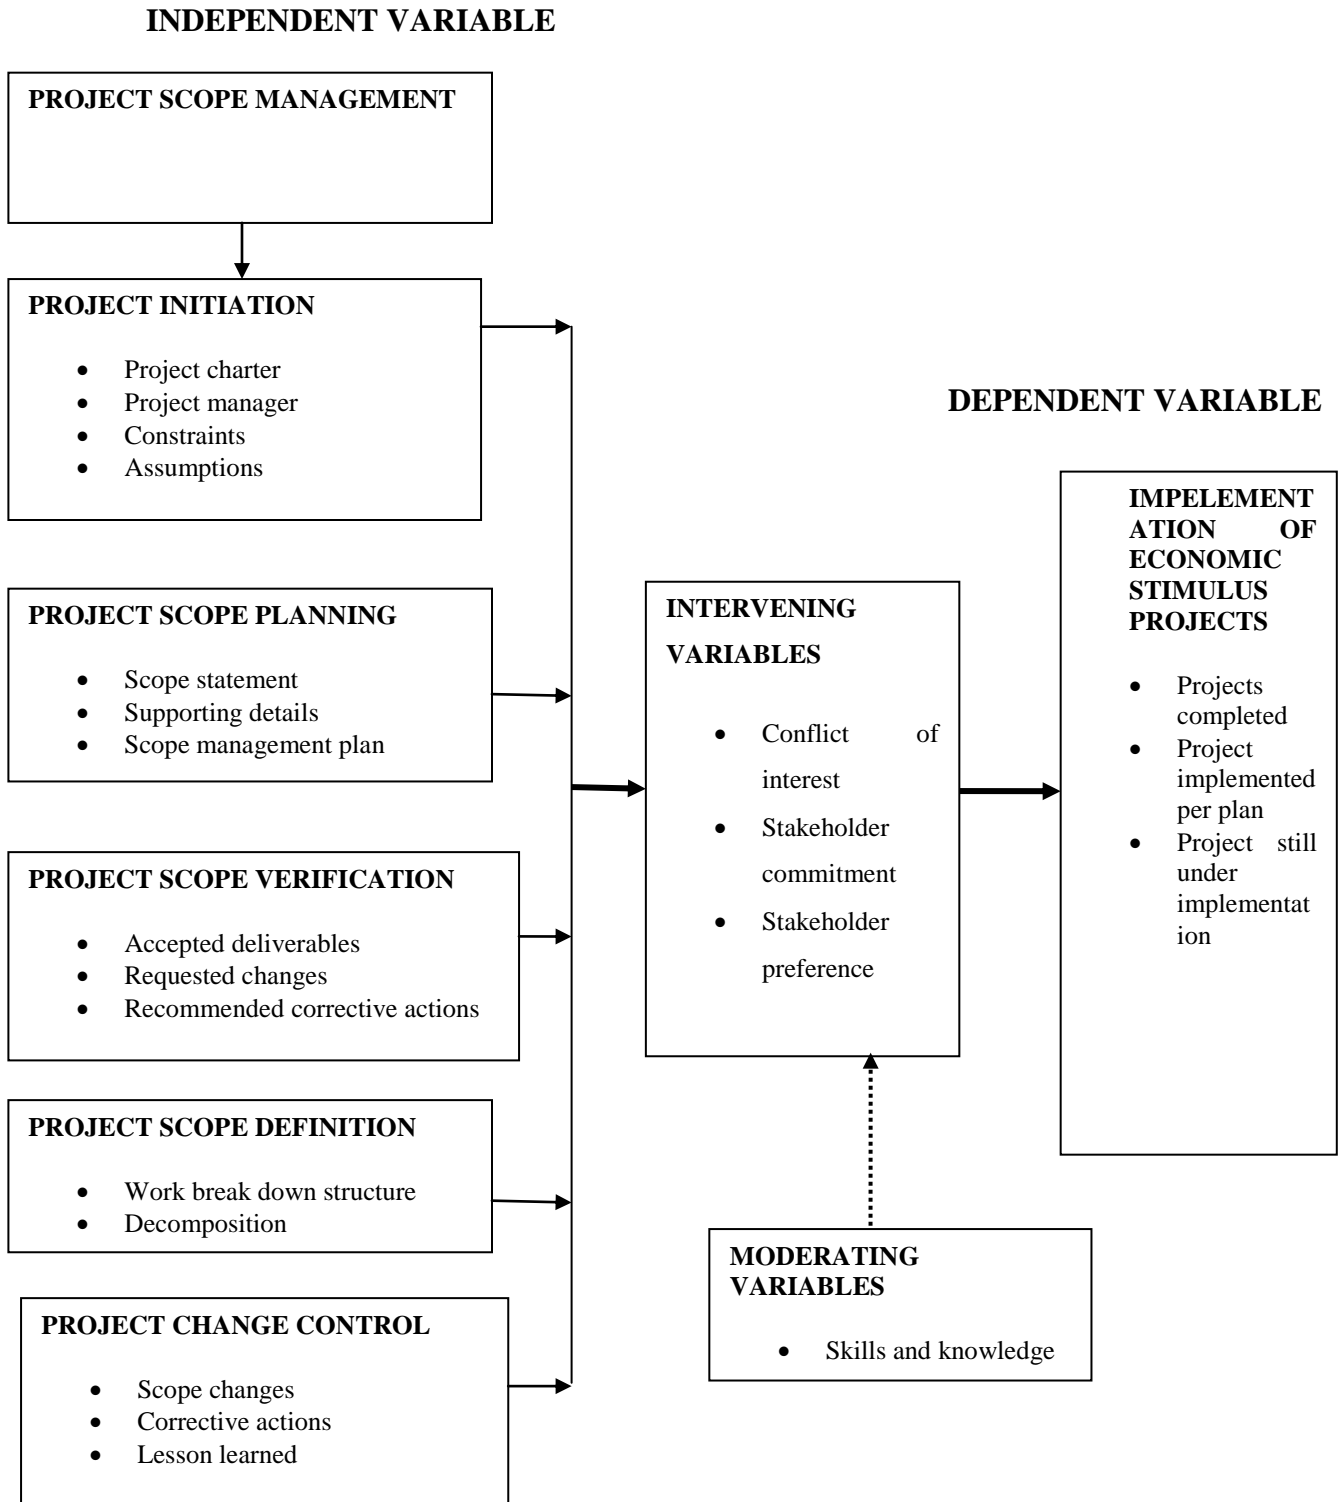 INDEPENDENT VARIABLE
PROJECT SCOPE MANAGEMENT
PROJECT INITIATION
• Project charter
• Project manager
• Constraints
• Assumptions
PROJECT SCOPE PLANNING
• Scope statement
• Supporting details
• Scope management plan
PROJECT SCOPE VERIFICATION
• Accepted deliverables
• Requested changes
• Recommended corrective actions
PROJECT SCOPE DEFINITION
• Work break down structure
• Decomposition
PROJECT CHANGE CONTROL
• Scope changes
• Corrective actions
• Lesson learned
INTERVENING
VARIABLES
• Conflict of
interest
• Stakeholder
commitment
• Stakeholder
preference
MODERATING
VARIABLES
• Skills and knowledge
DEPENDENT VARIABLE
IMPELEMENT
ATION OF
ECONOMIC
STIMULUS
PROJECTS
• Projects
completed
• Project
implemented
per plan
• Project still
under
implementat
ion